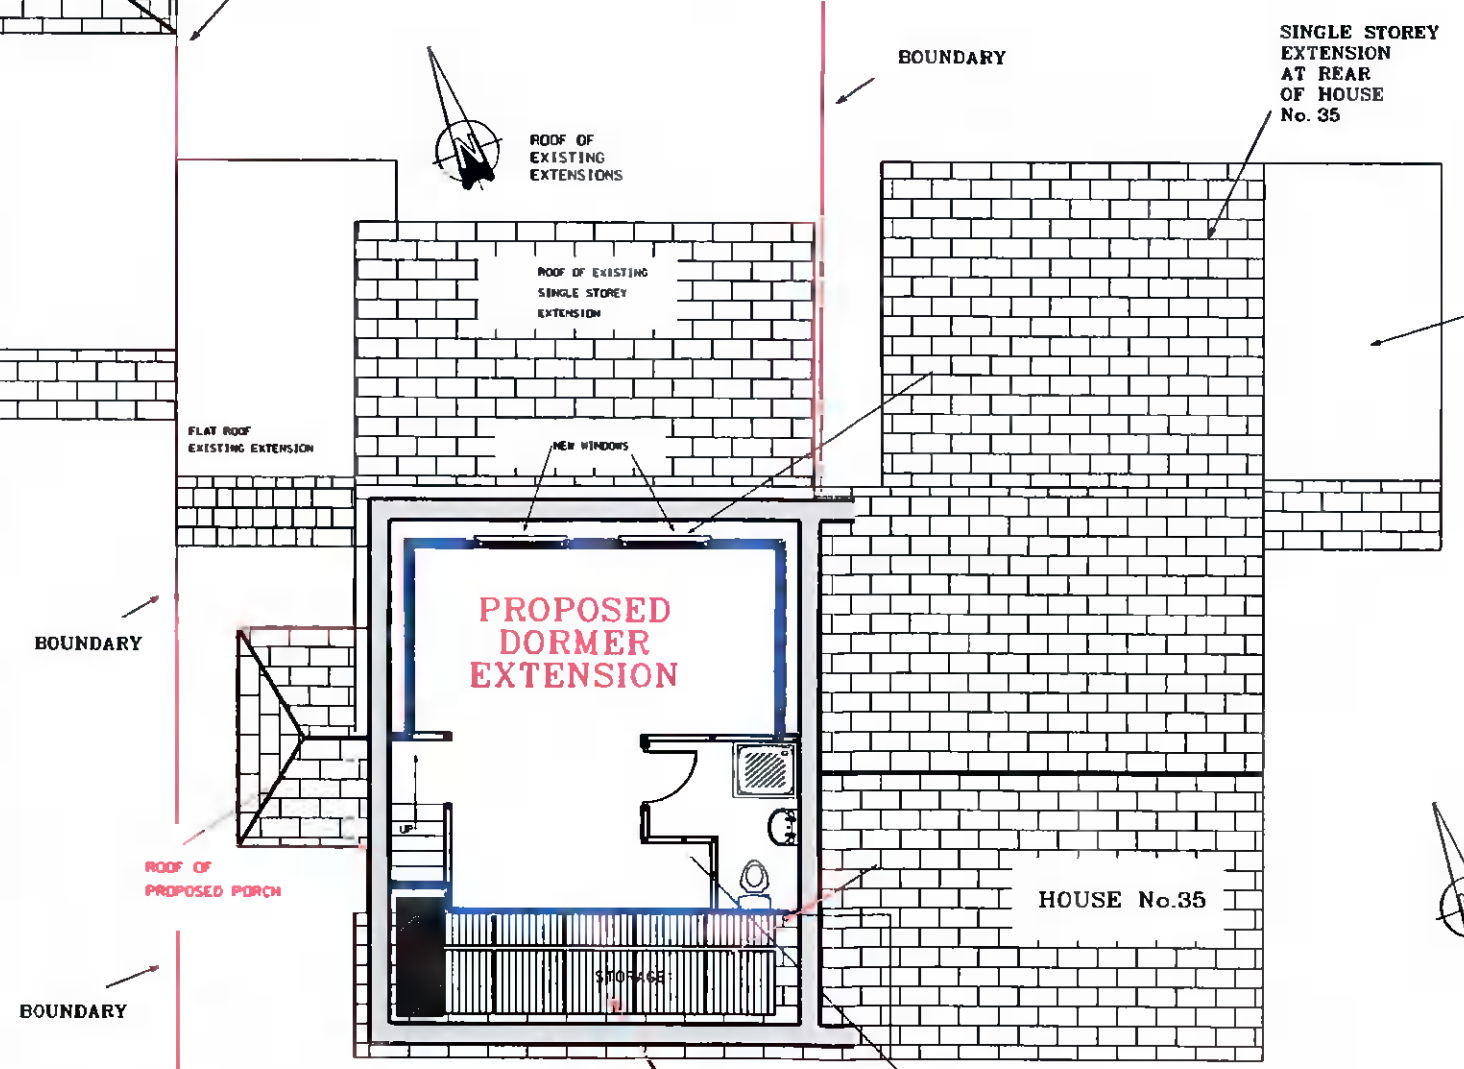 SINGLE STOREY
EXTENSION
AT REAR
OF HOUSE
No. 35
BOUNDARY
N
ROOF OF
EXISTING
EXTENSIONS
ROOF OF EXISTING
SINGLE STOREY
EXTENSION
FLAT ROOF
EXISTING EXTENSION
NEW WINDOWS
BOUNDARY
PROPOSED
DORMER
EXTENSION
UP
ROOF OF
PROPOSED PORCH
HOUSE No.35
STORAGE
BOUNDARY